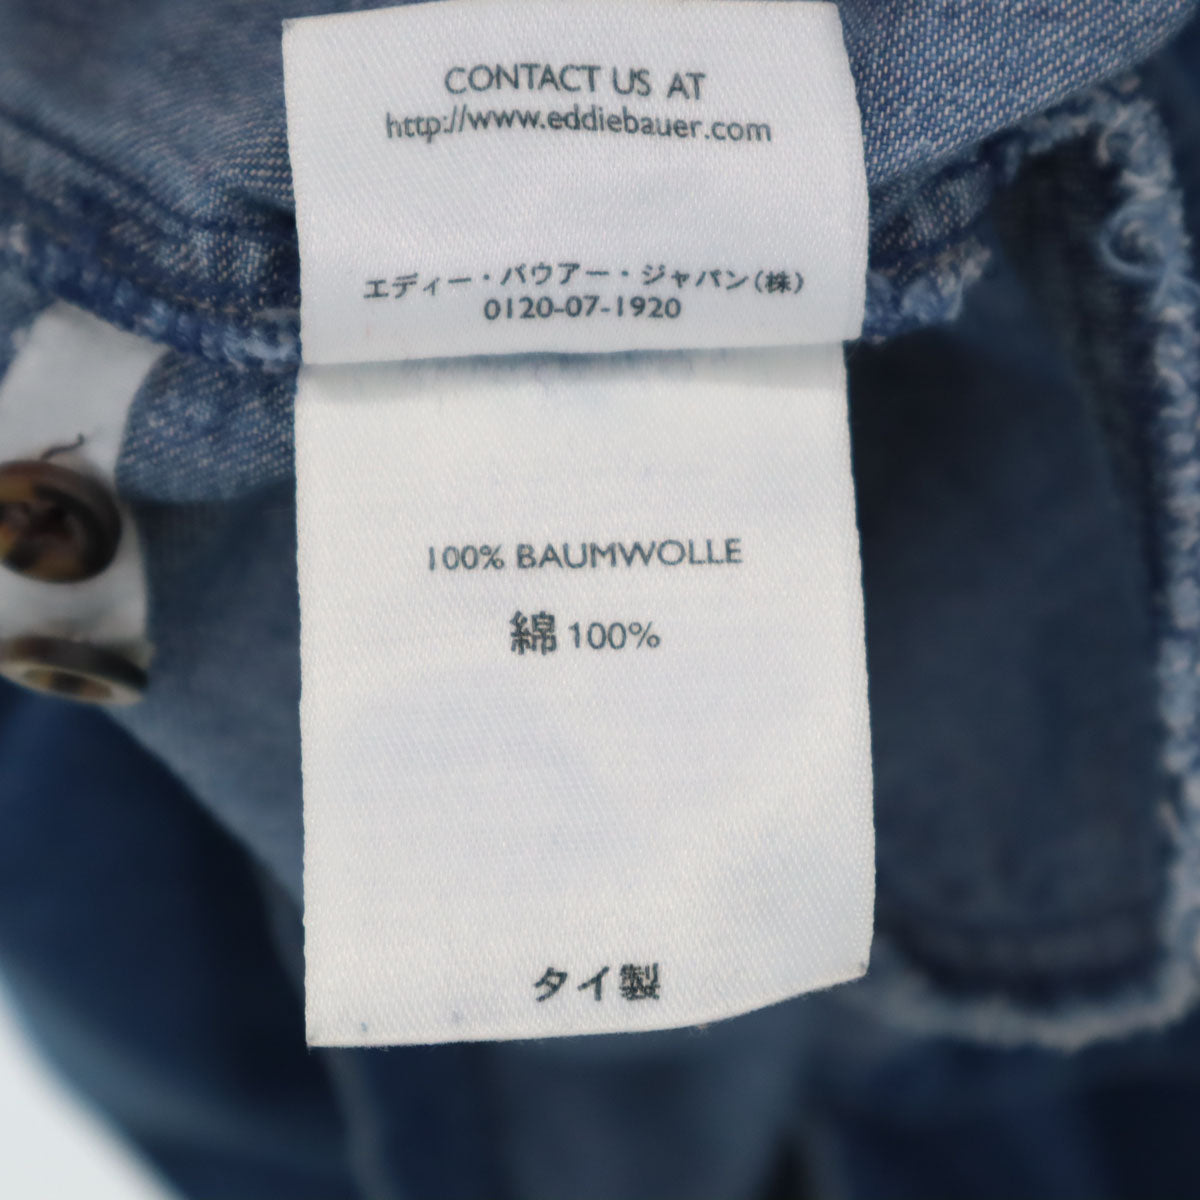 CONTACT US AT
http://www.eddiebauer.com
エディー・バウアー・ジャパン(株)
0120-07-1920
100% BAUMWOLLE
綿 100%
タイ製